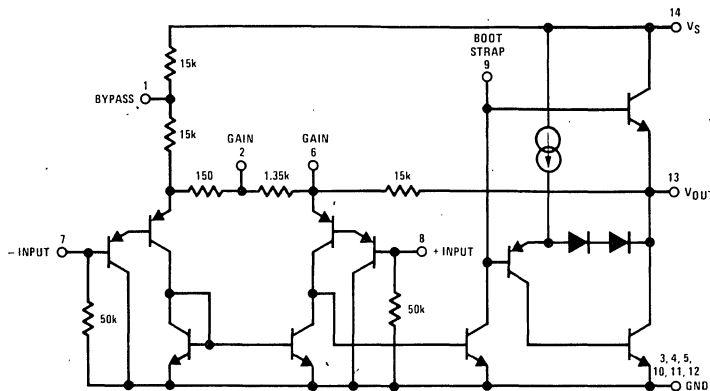 14
VS
BOOT
STRAP
9
15k
1
BYPASS
15k
GAIN
2
GAIN
6
150
1.35k
15k
13
VOUT
7
– INPUT
8
+ INPUT
50k
50k
3, 4, 5,
10, 11, 12
GND